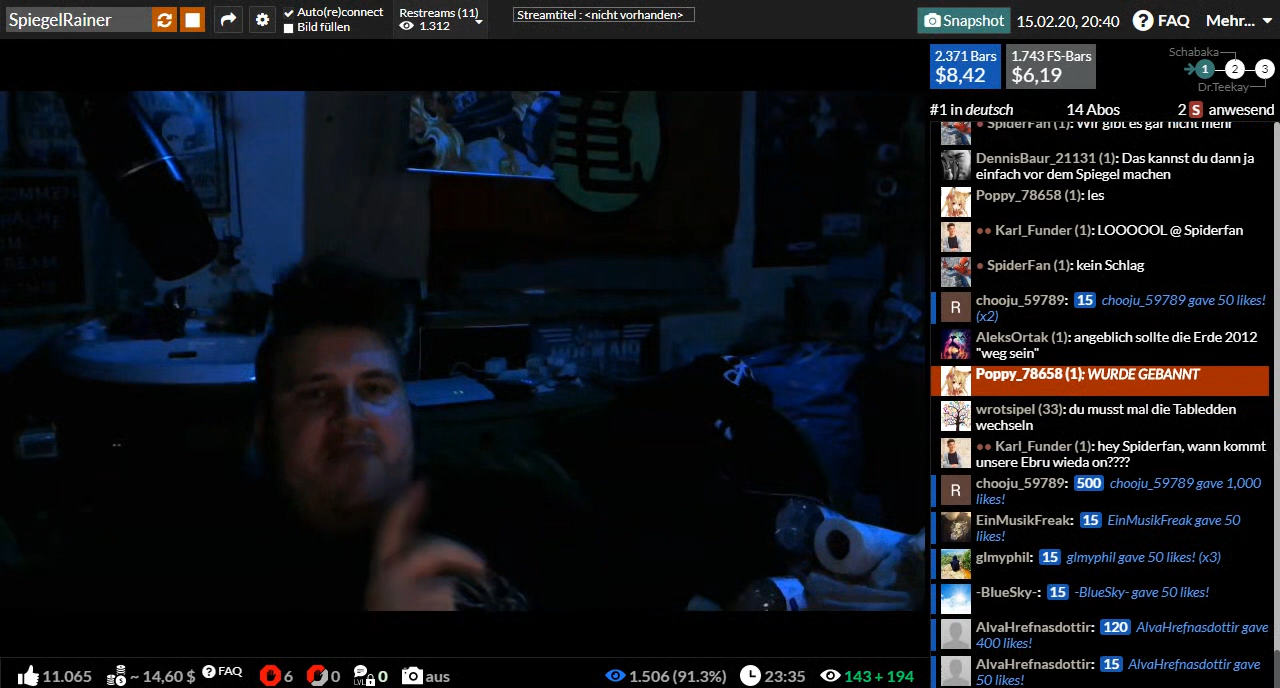 SpiegelRainer
Auto(re)connect
Bild füllen
Restreams (11)
1.312
Streamtitel : <nicht vorhanden>
Snapshot
15.02.20, 20:40
FAQ
Mehr...
2.371 Bars
$8,42
1.743 FS-Bars
$6,19
Schabaka
1 2 3
Dr.Teekay
#1 in deutsch
14 Abos
2 S anwesend
SpiderFan (1): Wir gibt es gar nicht mehr
DennisBaur_21131 (1): Das kannst du dann ja
einfach vor dem Spiegel machen
Poppy_78658 (1): les
Karl_Funder (1): LOOOOOL @ Spiderfan
SpiderFan (1): kein Schlag
R
chooju_59789: 15 chooju_59789 gave 50 likes!
(x2)
AleksOrtak (1): angeblich sollte die Erde 2012
"weg sein"
Poppy_78658 (1): WURDE GEBANNT
wrotsipel (33): du musst mal die Tabledden
wechseln
Karl_Funder (1): hey Spiderfan, wann kommt
unsere Ebru wieda on????
R
chooju_59789: 500 chooju_59789 gave 1,000
likes!
EinMusikFreak: 15 EinMusikFreak gave 50
likes!
glmyphil: 15 glmyphil gave 50 likes! (x3)
-BlueSky-: 15 -BlueSky- gave 50 likes!
AlvaHrefnasdottir: 120 AlvaHrefnasdottir gave
400 likes!
AlvaHrefnasdottir: 15 AlvaHrefnasdottir gave
50 likes!
11.065
~ 14,60 $
FAQ
6
0
LVL
0
aus
1.506 (91.3%)
23:35
143 + 194